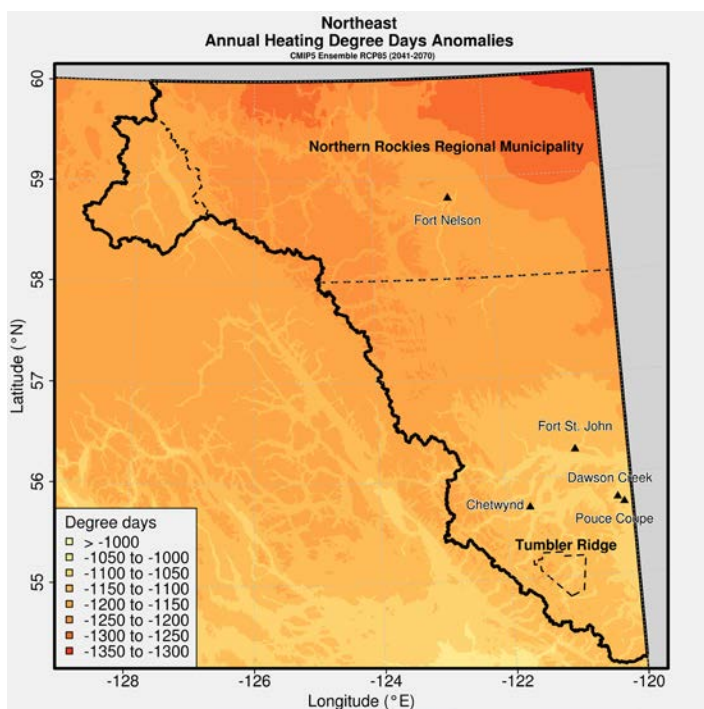 Northeast
Annual Heating Degree Days Anomalies
CMIP5 Ensemble RCP85 (2041-2070)
60
59
58
57
56
55
Latitude (°N)
Northern Rockies Regional Municipality
Fort Nelson
Fort St. John
Dawson Creek
Chetwynd
Pouce Coupe
Tumbler Ridge
Degree days
> -1000
-1050 to -1000
-1100 to -1050
-1150 to -1100
-1200 to -1150
-1250 to -1200
-1300 to -1250
-1350 to -1300
-128
-126
-124
-122
-120
Longitude (°E)